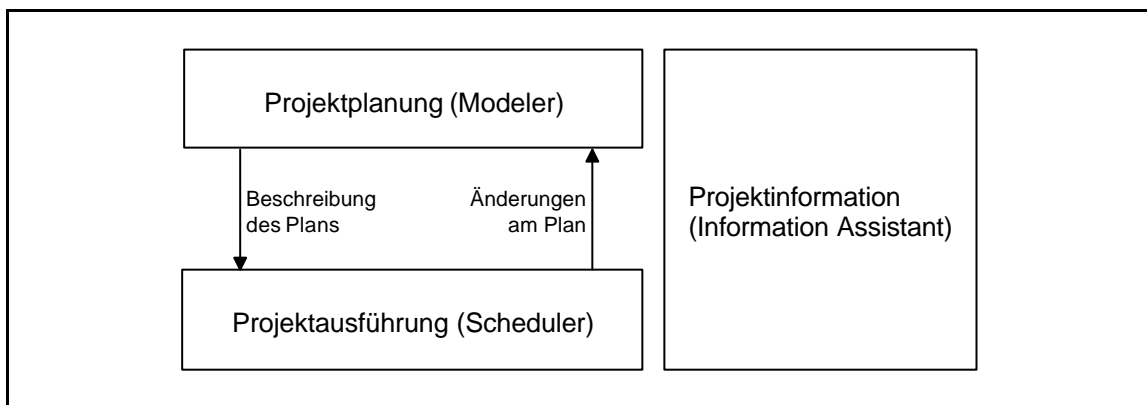 Projektplanung (Modeler)
Beschreibung
des Plans
Änderungen
am Plan
Projektinformation
(Information Assistant)
Projektausführung (Scheduler)